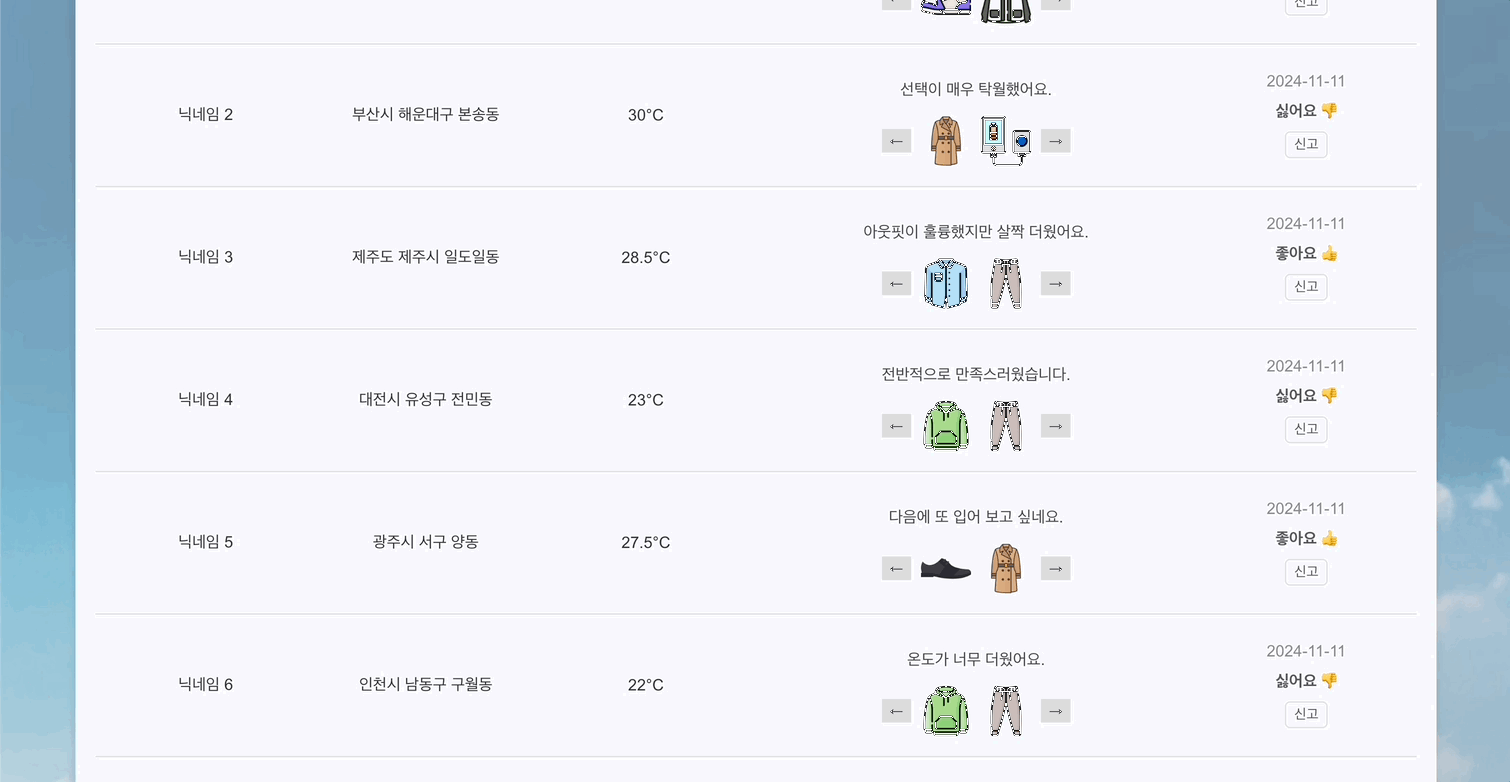 ← → 신고
2024-11-11
선택이 매우 탁월했어요.
싫어요 👎
닉네임 2 부산시 해운대구 본송동 30°C
← → 신고
2024-11-11
아웃핏이 훌륭했지만 살짝 더웠어요.
좋아요 👍
닉네임 3 제주도 제주시 일도일동 28.5°C
← → 신고
2024-11-11
전반적으로 만족스러웠습니다.
싫어요 👎
닉네임 4 대전시 유성구 전민동 23°C
← → 신고
2024-11-11
다음에 또 입어 보고 싶네요.
좋아요 👍
닉네임 5 광주시 서구 양동 27.5°C
← → 신고
2024-11-11
온도가 너무 더웠어요.
싫어요 👎
닉네임 6 인천시 남동구 구월동 22°C
← → 신고